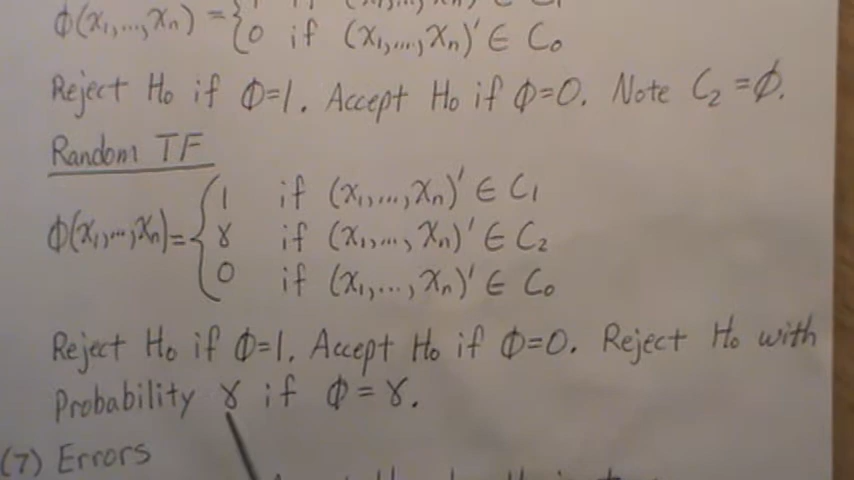 ϕ(x₁,...,xₙ) = { 0 if (x₁,...,xₙ)' ∈ C₀
Reject H₀ if ϕ=1. Accept H₀ if ϕ=0. Note C₂=∅.
Random TF
1 if (x₁,...,xₙ)' ∈ C₁
ϕ(x₁,...,xₙ)= { γ if (x₁,...,xₙ)' ∈ C₂
0 if (x₁,...,xₙ)' ∈ C₀
Reject H₀ if ϕ=1. Accept H₀ if ϕ=0. Reject H₀ with
Probability γ if ϕ=γ.
(7) Errors